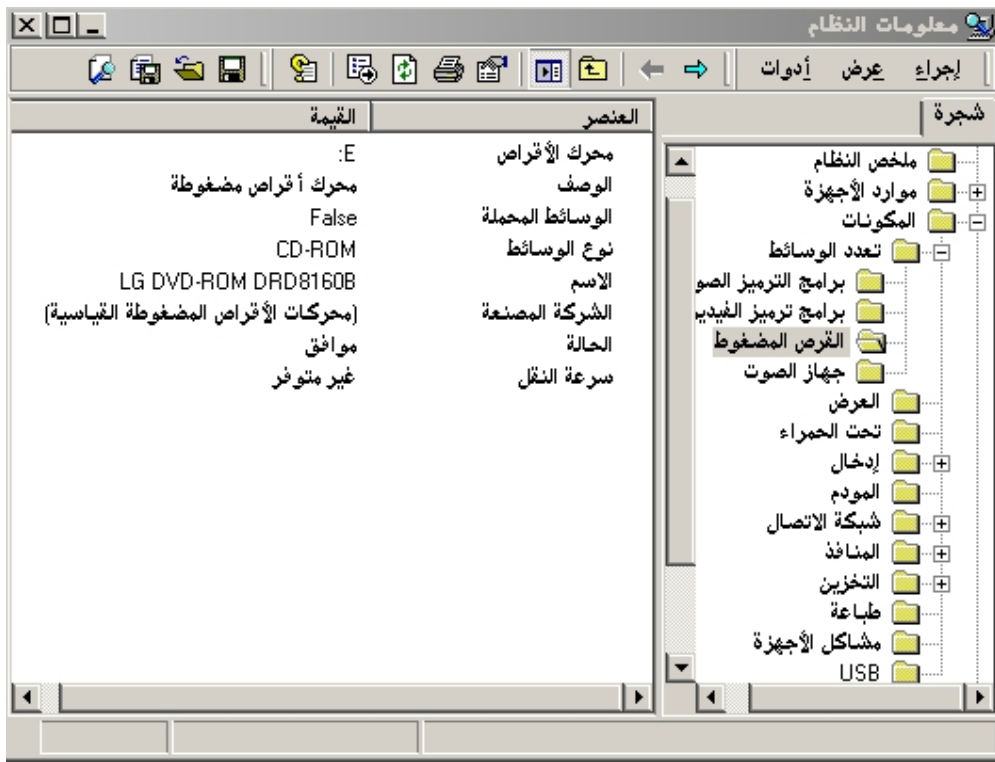 معلومات النظام
إجراء عرض أدوات
شجرة
ملخص النظام
موارد الأجهزة
المكونات
تعدد الوسائط
برامج الترميز الصو
برامج ترميز الفيديو
القرص المضغوط
جهاز الصوت
العرض
تحت الحمراء
إدخال
المودم
شبكة الاتصال
المنافذ
التخزين
طباعة
مشاكل الأجهزة
USB
العنصر القيمة
محرك الأقراص E:
الوصف محرك أقراص مضغوطة
الوسائط المحملة False
نوع الوسائط CD-ROM
الاسم LG DVD-ROM DRD8160B
الشركة المصنعة (محركات الأقراص المضغوطة القياسية)
الحالة موافق
سرعة النقل غير متوفر